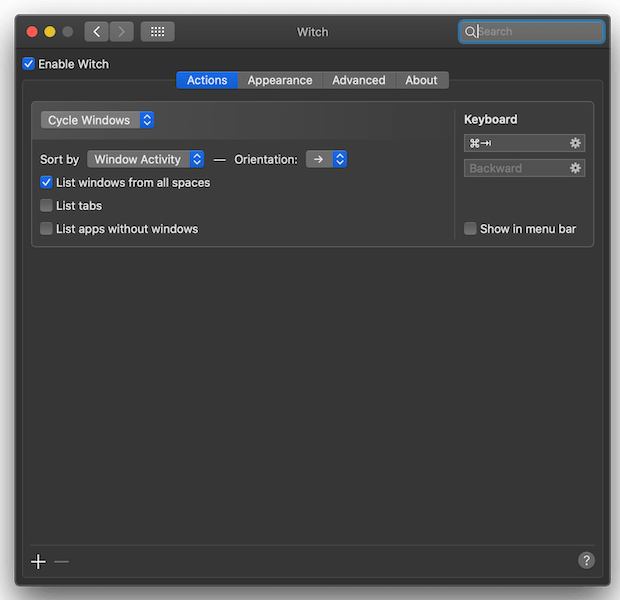 Witch
Search
Enable Witch
Actions Appearance Advanced About
Cycle Windows
Keyboard
⌘⇥
Sort by Window Activity — Orientation: →
Backward
List windows from all spaces
List tabs
List apps without windows
Show in menu bar
?